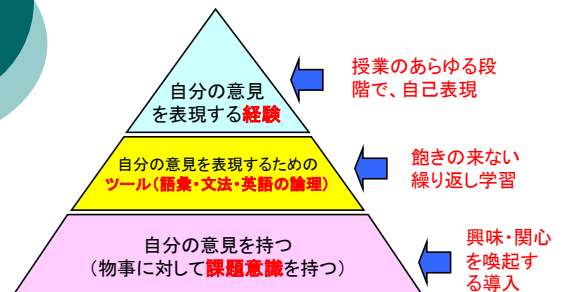 自分の意見
を表現する経験
授業のあらゆる段
階で、自己表現
自分の意見を表現するための
ツール(語彙・文法・英語の論理)
飽きの来ない
繰り返し学習
自分の意見を持つ
(物事に対して課題意識を持つ)
興味・関心
を喚起す
る導入